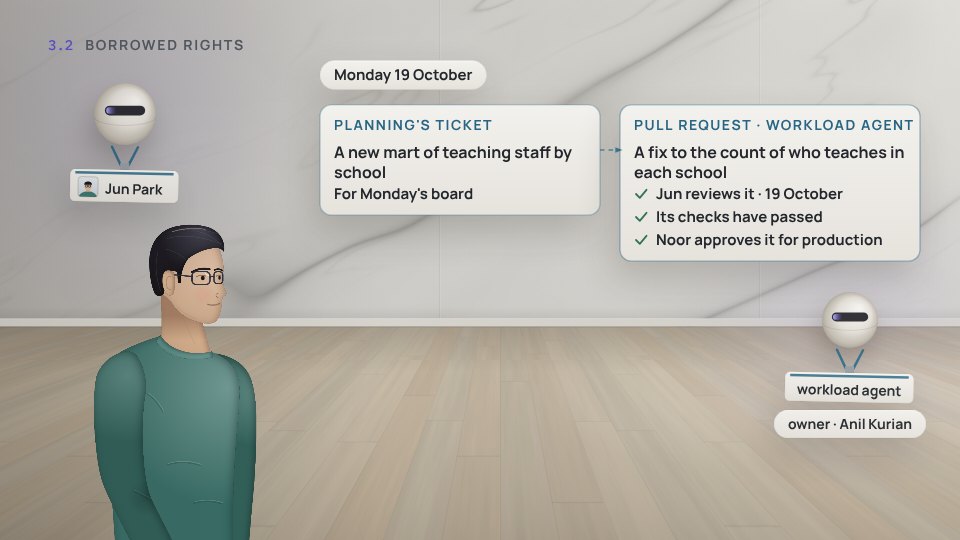 3.2 BORROWED RIGHTS
Monday 19 October
Jun Park
PLANNING'S TICKET
A new mart of teaching staff by
school
For Monday's board
PULL REQUEST · WORKLOAD AGENT
A fix to the count of who teaches in
each school
Jun reviews it · 19 October
Its checks have passed
Noor approves it for production
workload agent
owner · Anil Kurian